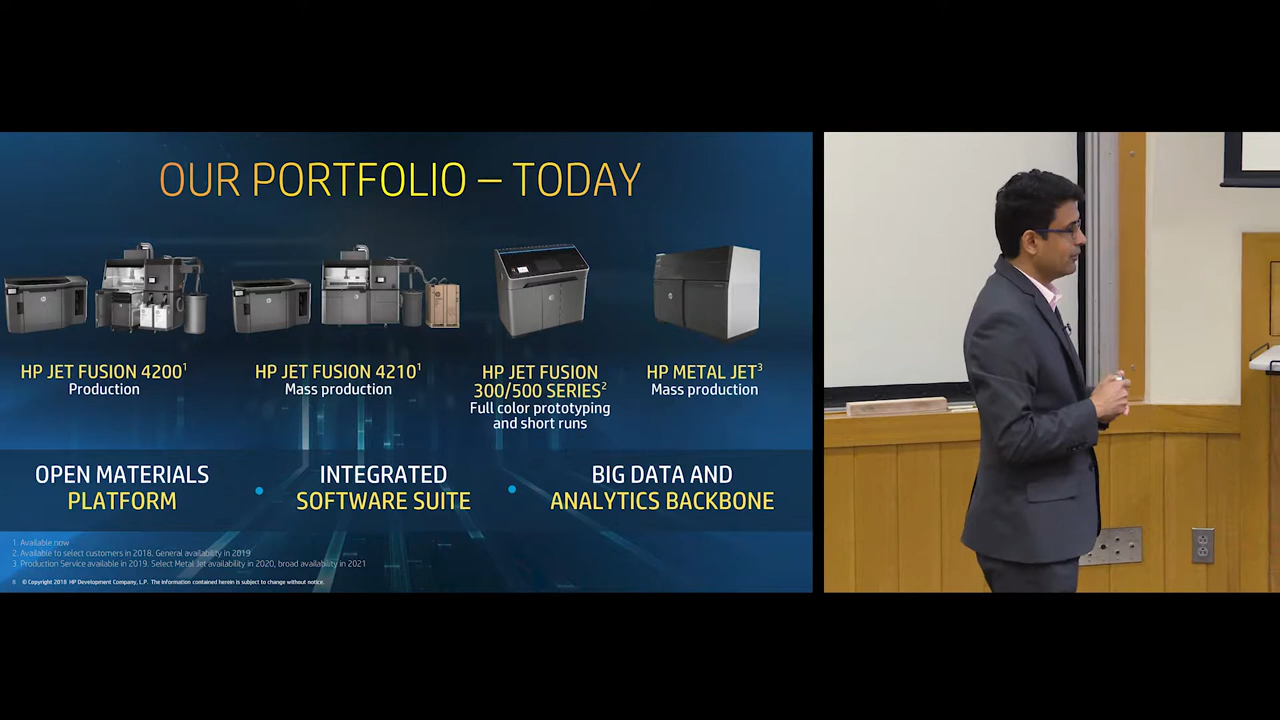 OUR PORTFOLIO – TODAY
HP JET FUSION 4200¹
Production
HP JET FUSION 4210¹
Mass production
HP JET FUSION
300/500 SERIES²
Full color prototyping
and short runs
HP METAL JET³
Mass production
OPEN MATERIALS
PLATFORM
•
INTEGRATED
SOFTWARE SUITE
•
BIG DATA AND
ANALYTICS BACKBONE
1. Available now
2. Available to select customers in 2018. General availability in 2019
3. Production Service available in 2019. Select Metal Jet availability in 2020, broad availability in 2021
8 © Copyright 2018 HP Development Company, L.P. The information contained herein is subject to change without notice.